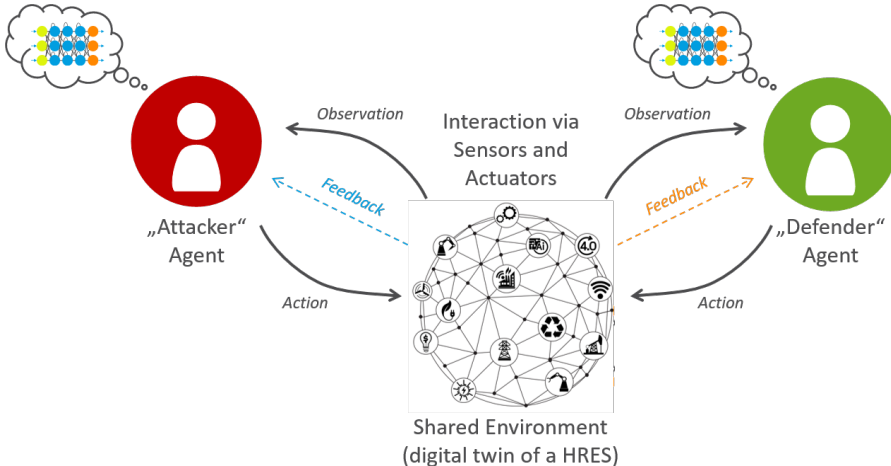 Observation
Interaction via
Sensors and
Actuators
Observation
Feedback
Feedback
„Attacker“
Agent
„Defender“
Agent
Action
Action
AI
4.0
$
Shared Environment
(digital twin of a HRES)